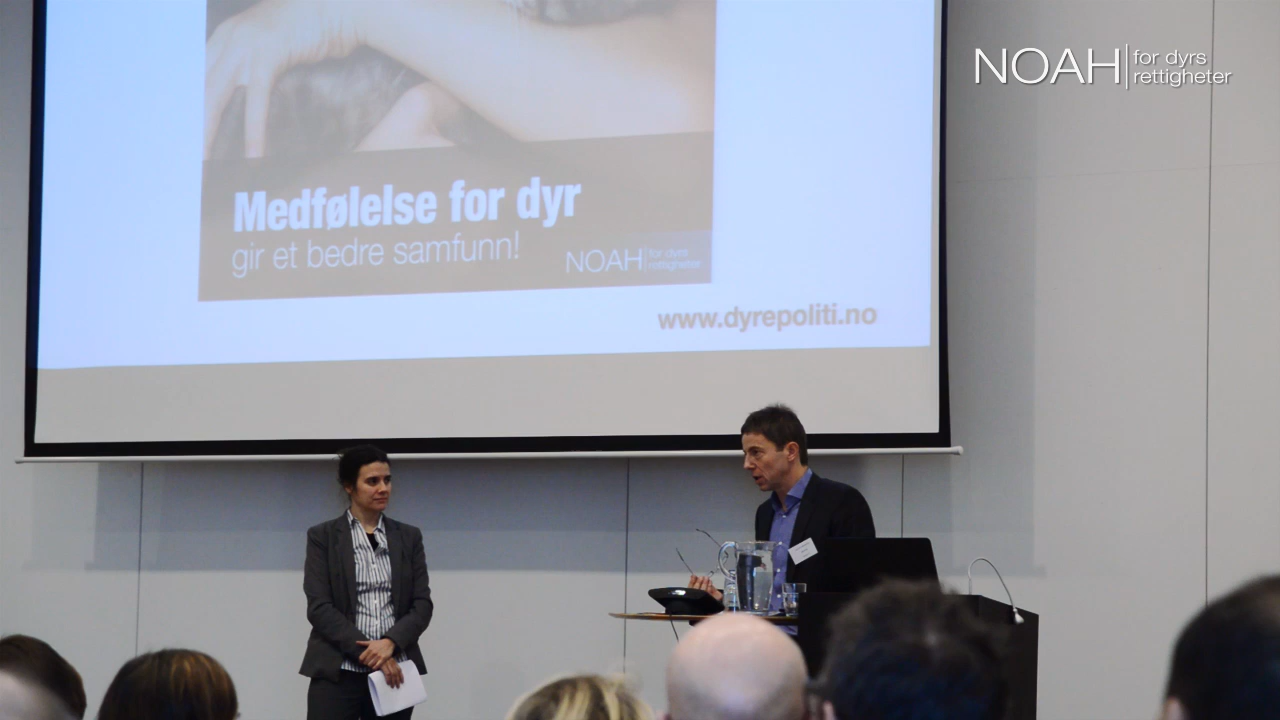 NOAH for dyrs
rettigheter
Medfølelse for dyr
gir et bedre samfunn!
NOAH for dyrs
rettigheter
www.dyrepoliti.no